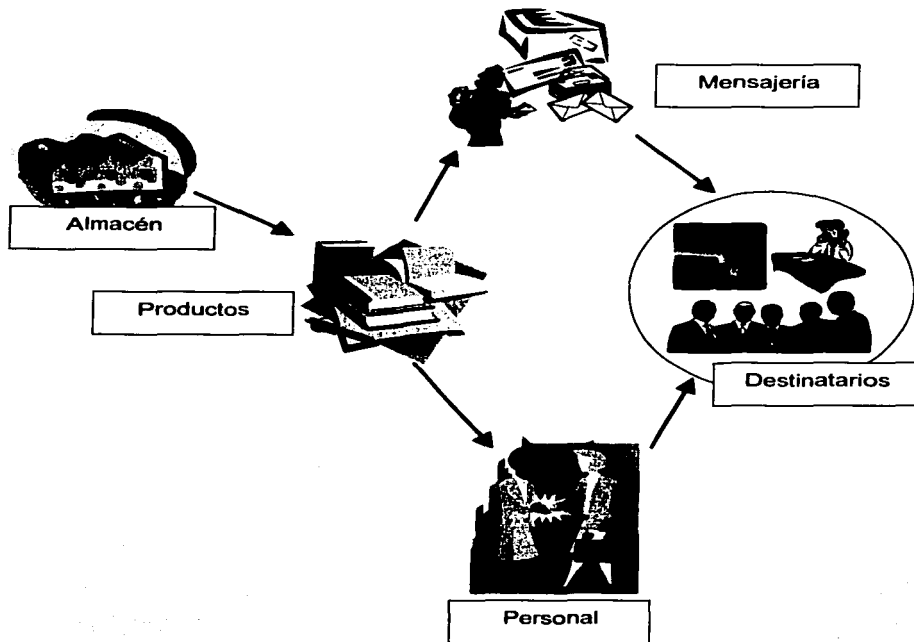 Mensajería
Almacén
Productos
Destinatarios
Personal